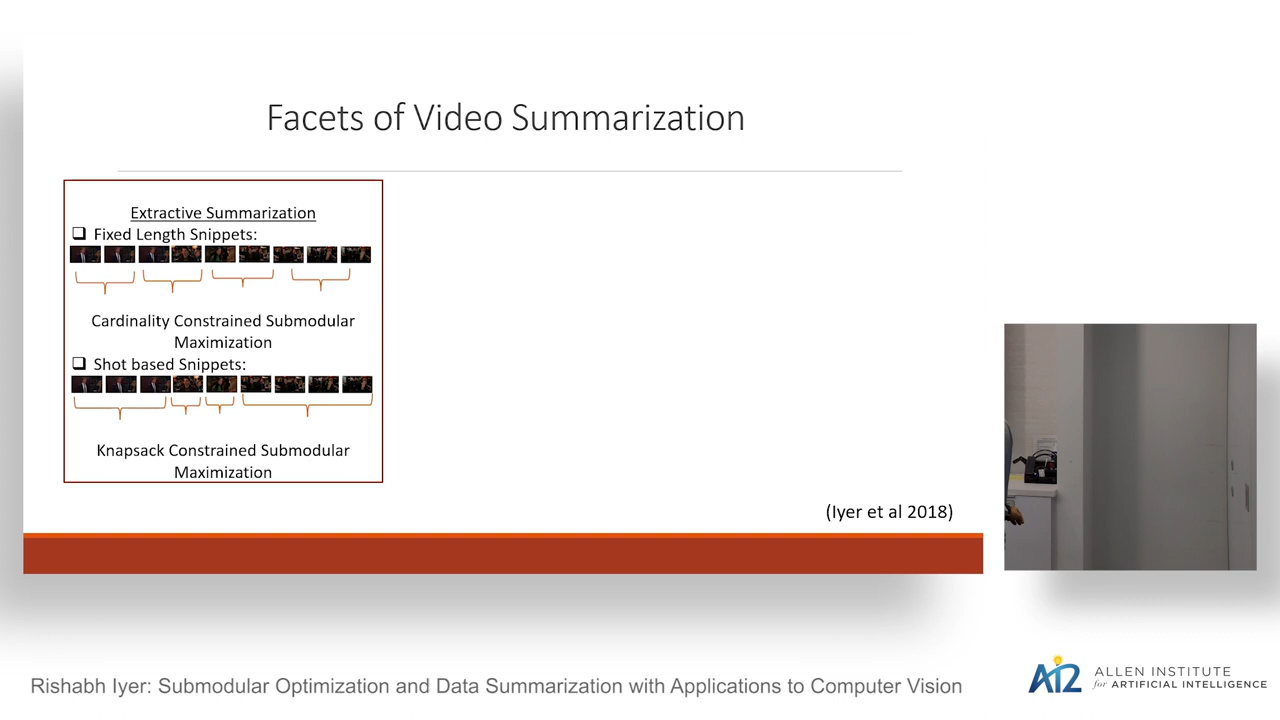 Facets of Video Summarization
Extractive Summarization
❑ Fixed Length Snippets:
Cardinality Constrained Submodular
Maximization
❑ Shot based Snippets:
Knapsack Constrained Submodular
Maximization
(Iyer et al 2018)
Rishabh Iyer: Submodular Optimization and Data Summarization with Applications to Computer Vision
AI2
ALLEN INSTITUTE
for ARTIFICIAL INTELLIGENCE